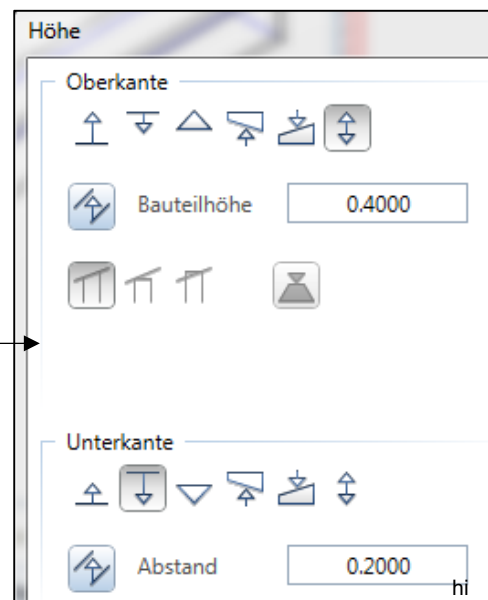 Höhe
Oberkante
Bauteilhöhe 0.4000
Unterkante
Abstand 0.2000
hi